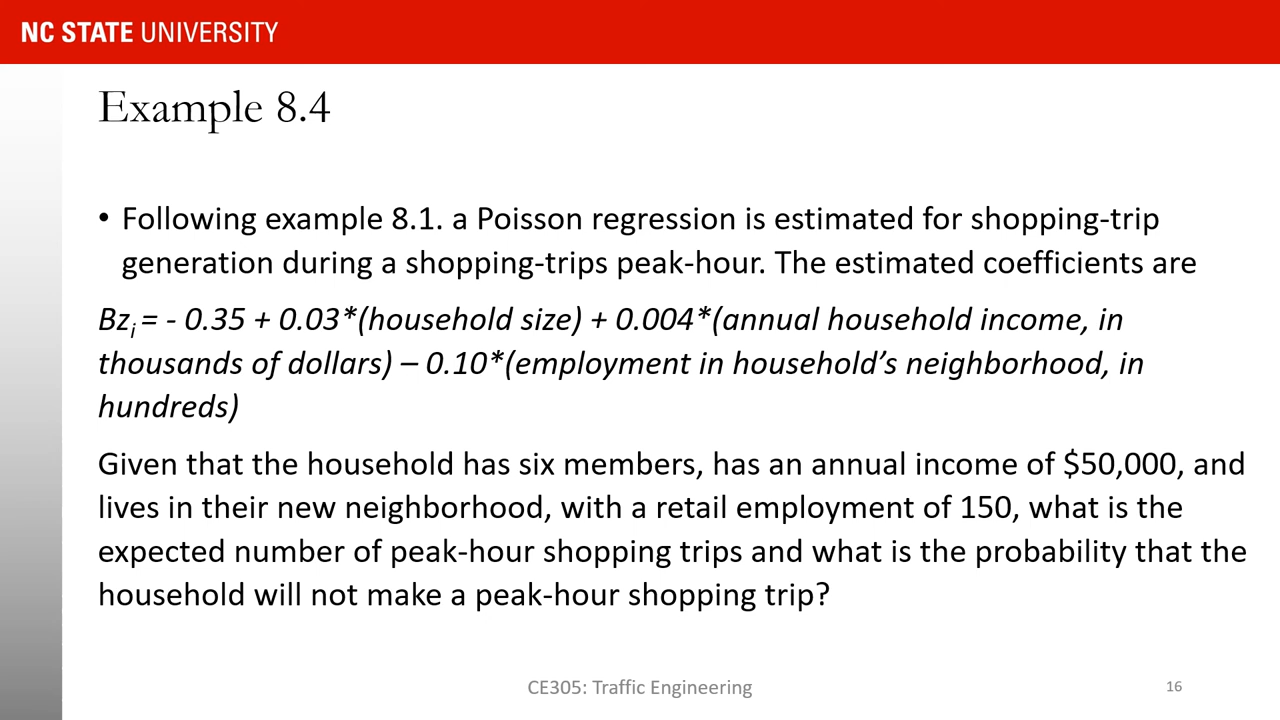 NC STATE UNIVERSITY
Example 8.4
• Following example 8.1. a Poisson regression is estimated for shopping-trip
generation during a shopping-trips peak-hour. The estimated coefficients are
Bzi = - 0.35 + 0.03*(household size) + 0.004*(annual household income, in
thousands of dollars) – 0.10*(employment in household’s neighborhood, in
hundreds)
Given that the household has six members, has an annual income of $50,000, and
lives in their new neighborhood, with a retail employment of 150, what is the
expected number of peak-hour shopping trips and what is the probability that the
household will not make a peak-hour shopping trip?
CE305: Traffic Engineering
16